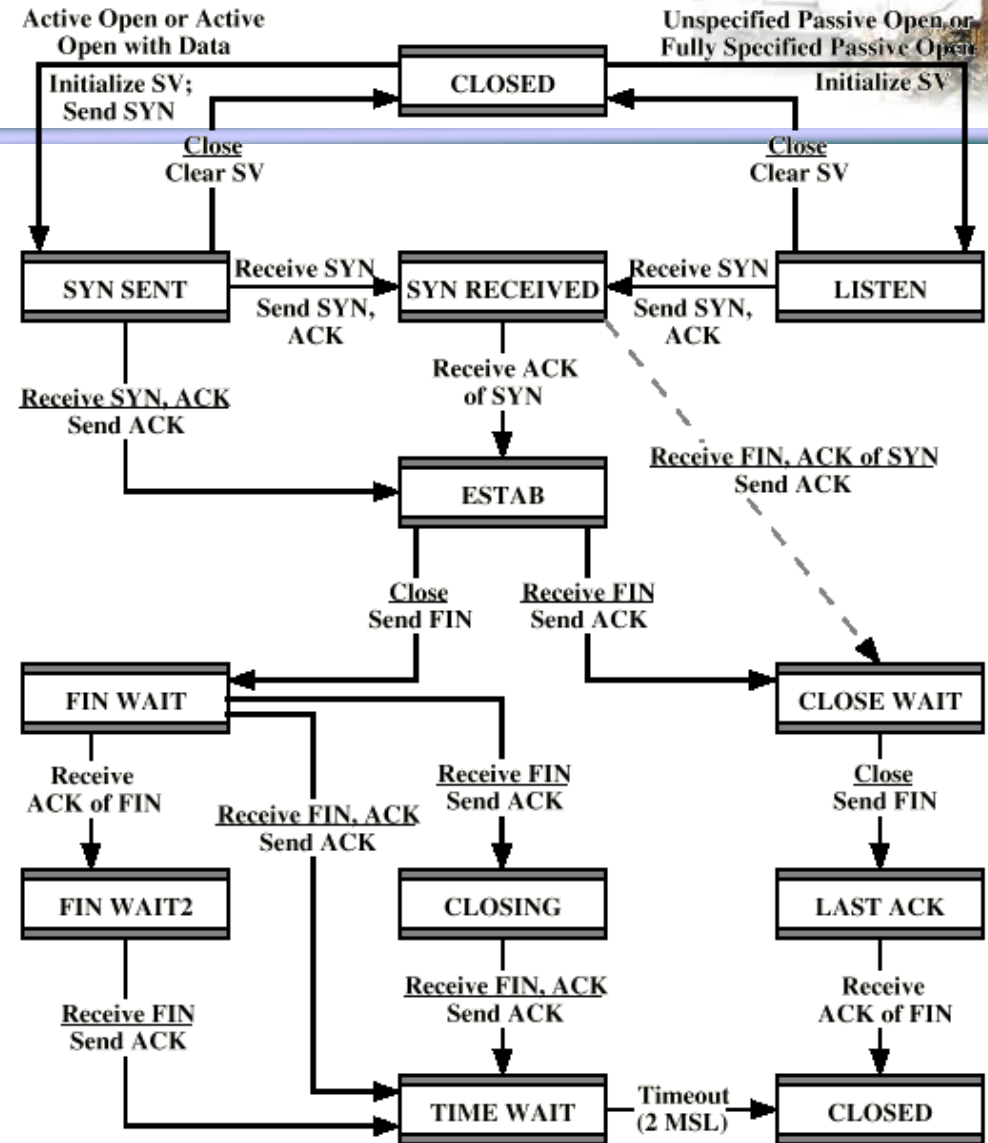 Active Open or Active
Open with Data
Unspecified Passive Open or
Fully Specified Passive Open
Initialize SV;
Send SYN
CLOSED
Initialize SV
Close
Clear SV
Close
Clear SV
SYN SENT
Receive SYN
Send SYN,
ACK
SYN RECEIVED
Receive SYN
Send SYN,
ACK
LISTEN
Receive SYN, ACK
Send ACK
Receive ACK
of SYN
Receive FIN, ACK of SYN
Send ACK
ESTAB
Close
Send FIN
Receive FIN
Send ACK
FIN WAIT
CLOSE WAIT
Receive
ACK of FIN
Receive FIN, ACK
Send ACK
Receive FIN
Send ACK
Close
Send FIN
FIN WAIT2
CLOSING
LAST ACK
Receive FIN
Send ACK
Receive FIN, ACK
Send ACK
Receive
ACK of FIN
TIME WAIT
Timeout
(2 MSL)
CLOSED